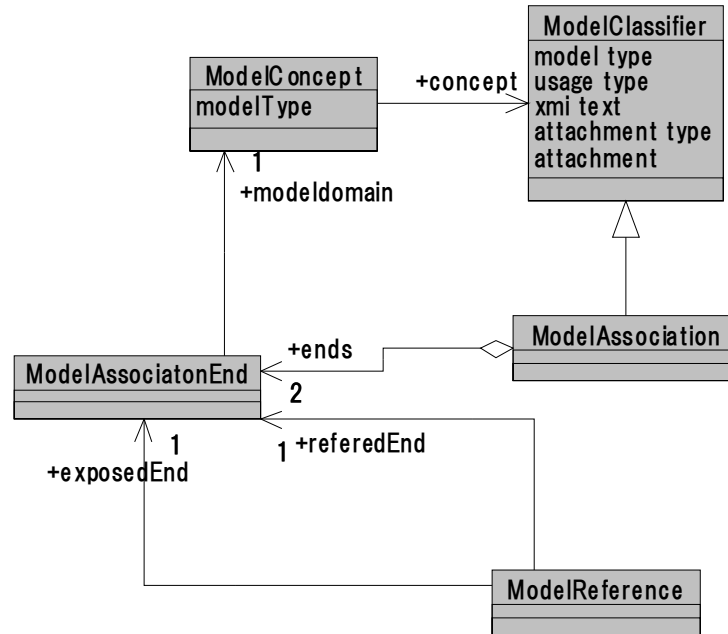 ModelClassifier
model type
usage type
xmi text
attachment type
attachment
ModelConcept
modelType
+concept
1
+modeldomain
ModelAssociation
+ends
2
ModelAssociatonEnd
1
+exposedEnd
1
+referedEnd
ModelReference